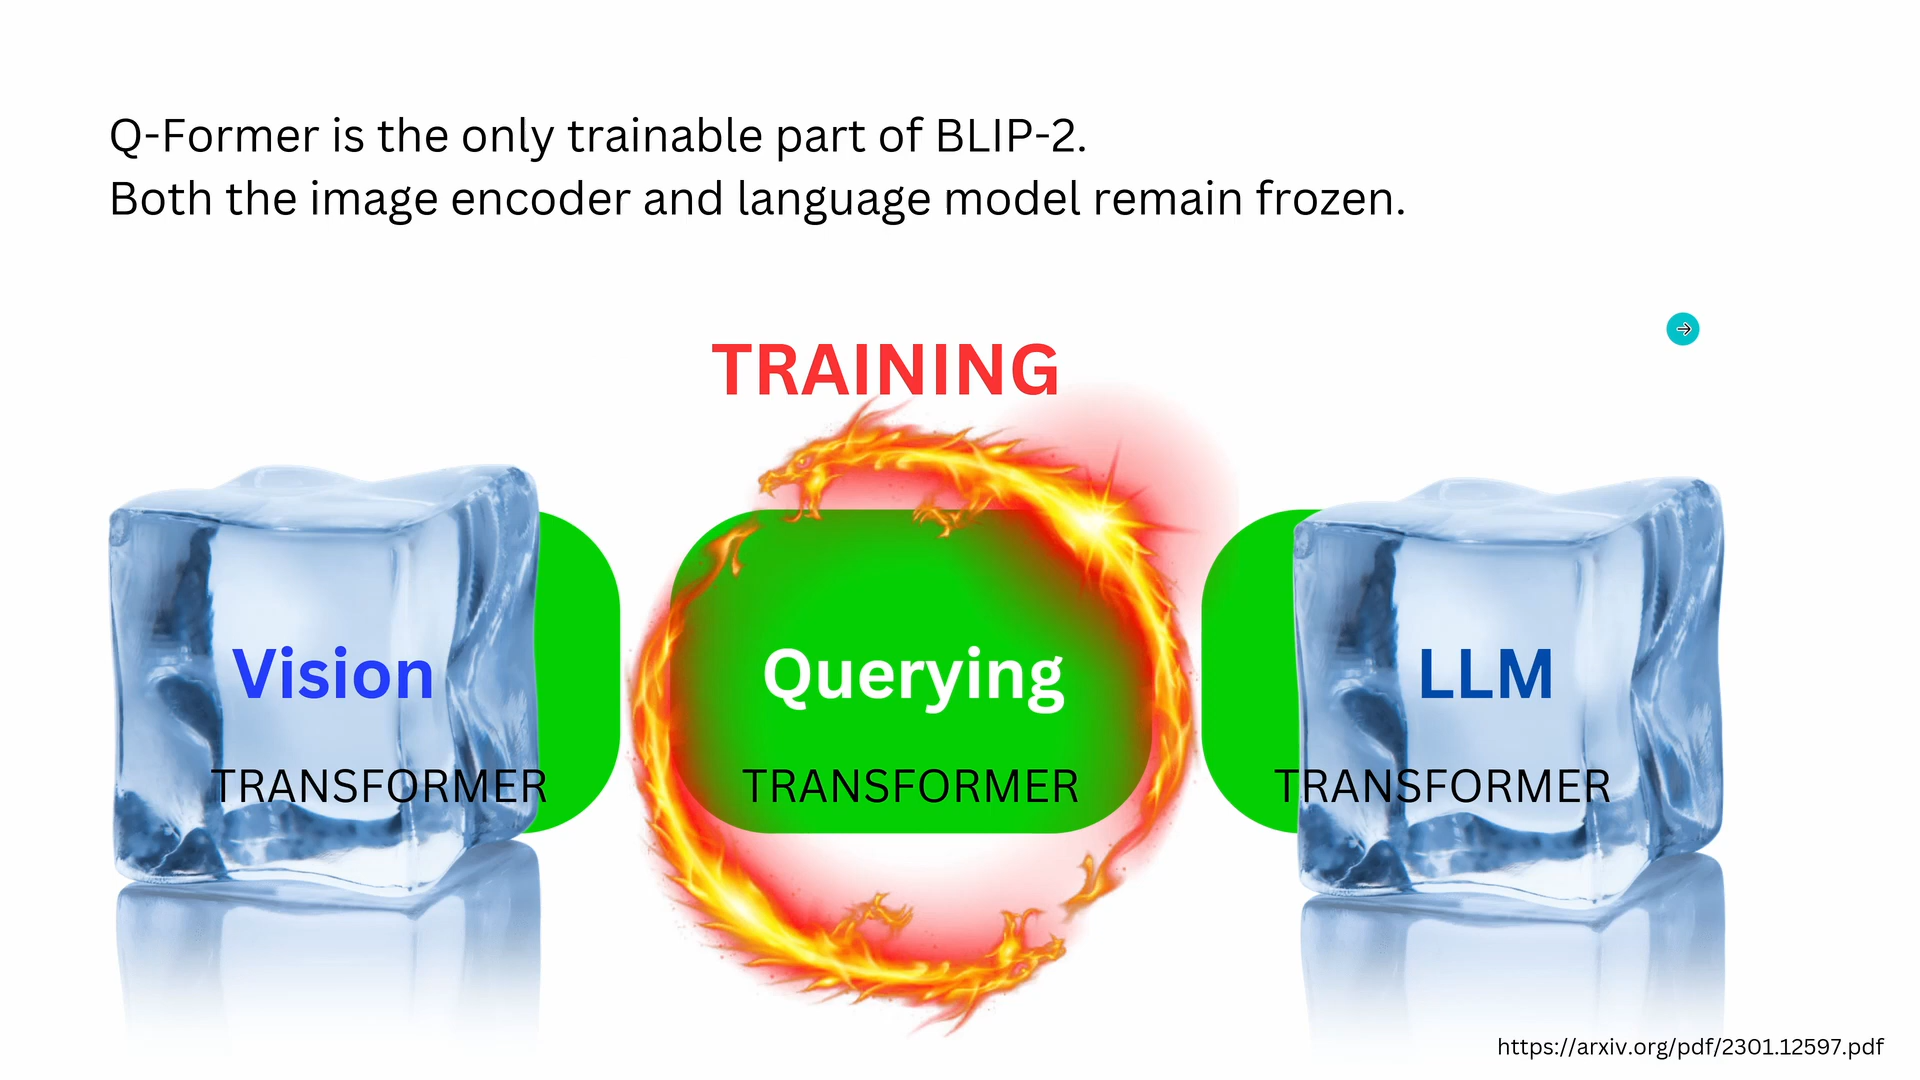 Q-Former is the only trainable part of BLIP-2.
Both the image encoder and language model remain frozen.
TRAINING
Vision
TRANSFORMER
Querying
TRANSFORMER
LLM
TRANSFORMER
https://arxiv.org/pdf/2301.12597.pdf